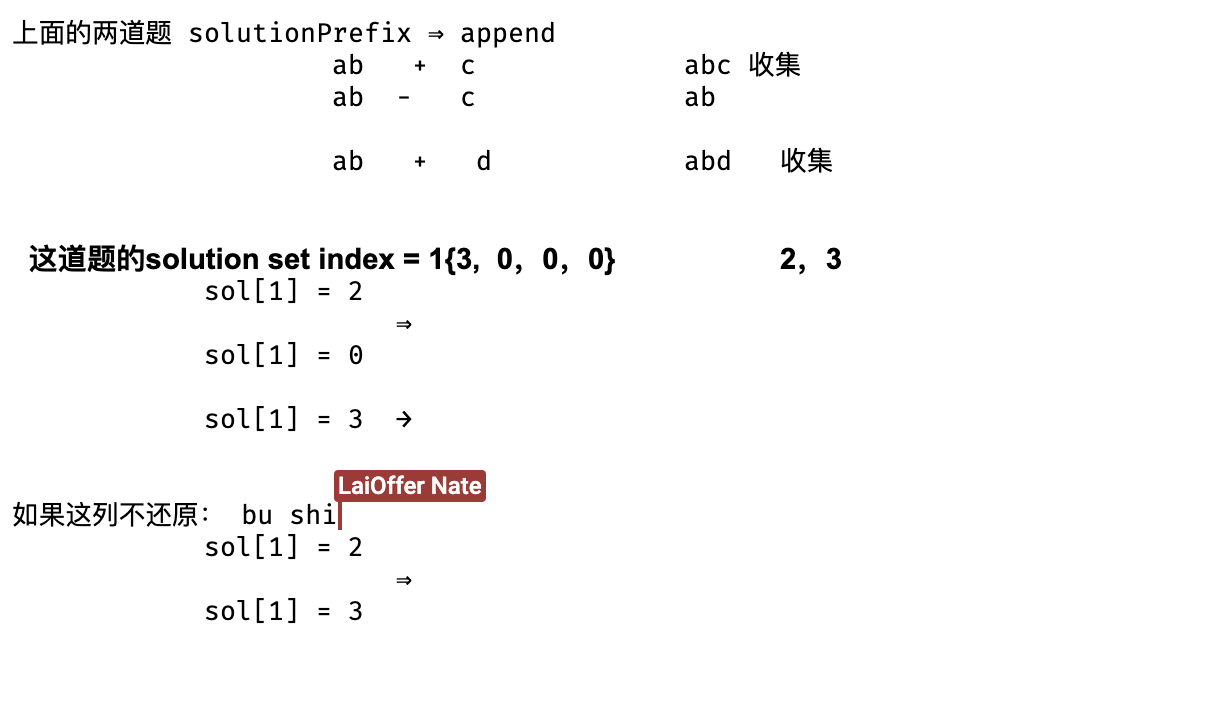 上面的两道题 solutionPrefix ⇒ append
ab + c abc 收集
ab - c ab
ab + d abd 收集
这道题的solution set index = 1{3, 0, 0, 0} 2, 3
sol[1] = 2
⇒
sol[1] = 0
sol[1] = 3 →
LaiOffer Nate
如果这列不还原： bu shi
sol[1] = 2
⇒
sol[1] = 3